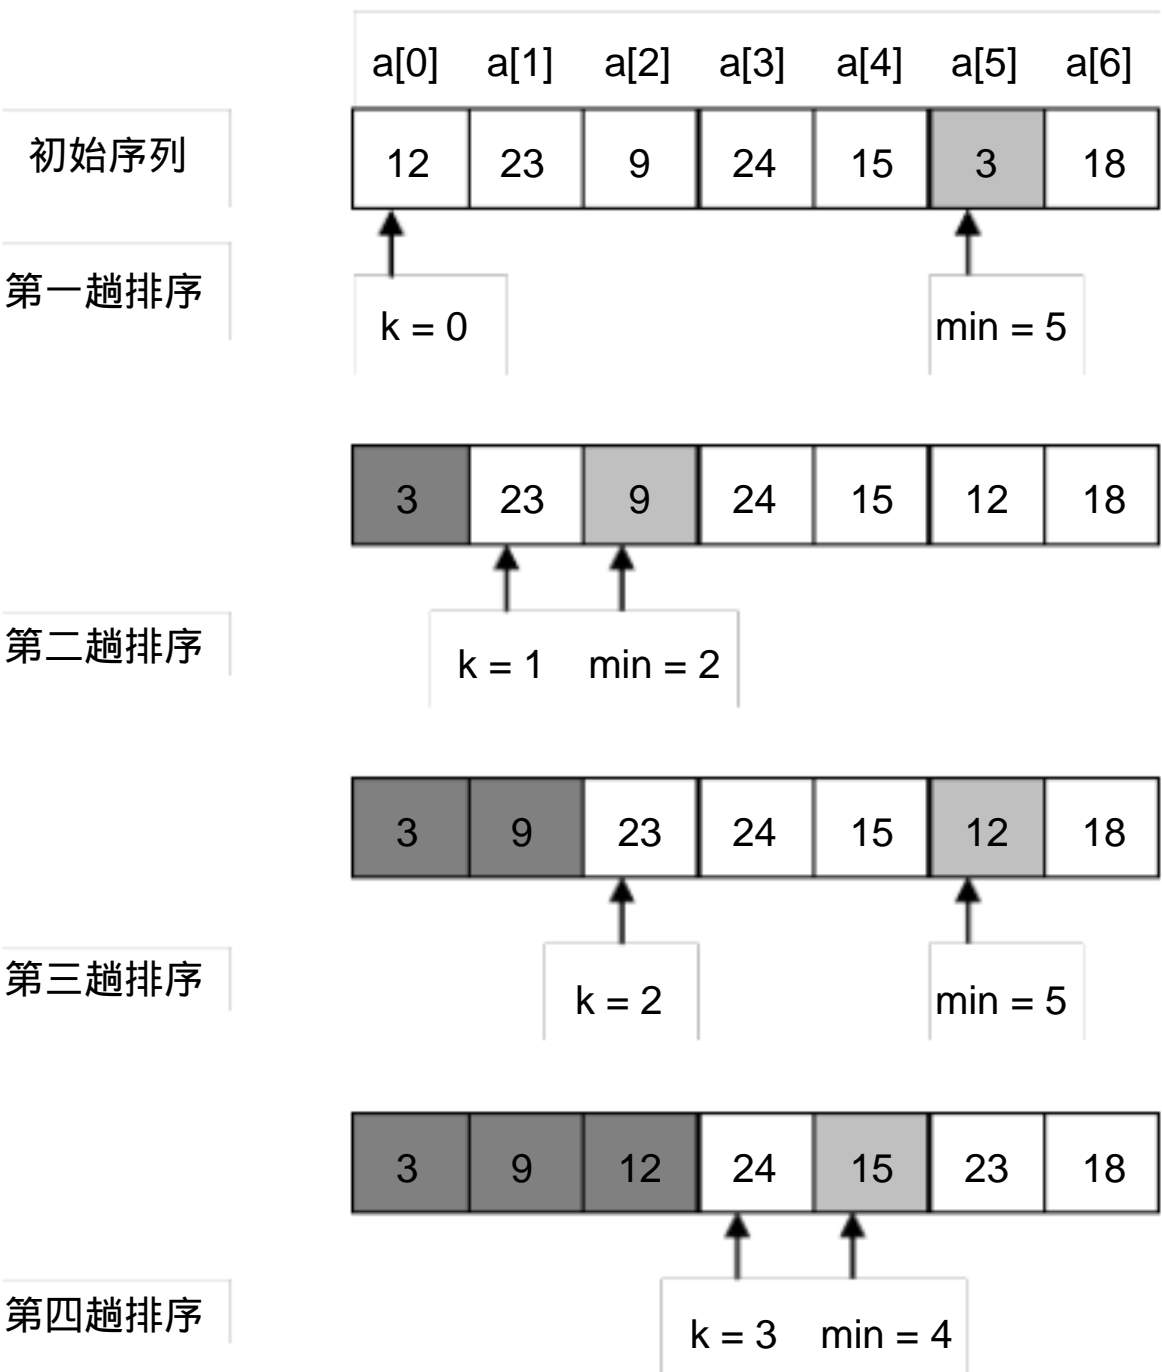 a[0] a[1] a[2] a[3] a[4] a[5] a[6]
初始序列 12 23 9 24 15 3 18
第一趟排序
k = 0 min = 5
3 23 9 24 15 12 18
第二趟排序
k = 1 min = 2
3 9 23 24 15 12 18
第三趟排序
k = 2 min = 5
3 9 12 24 15 23 18
第四趟排序
k = 3 min = 4